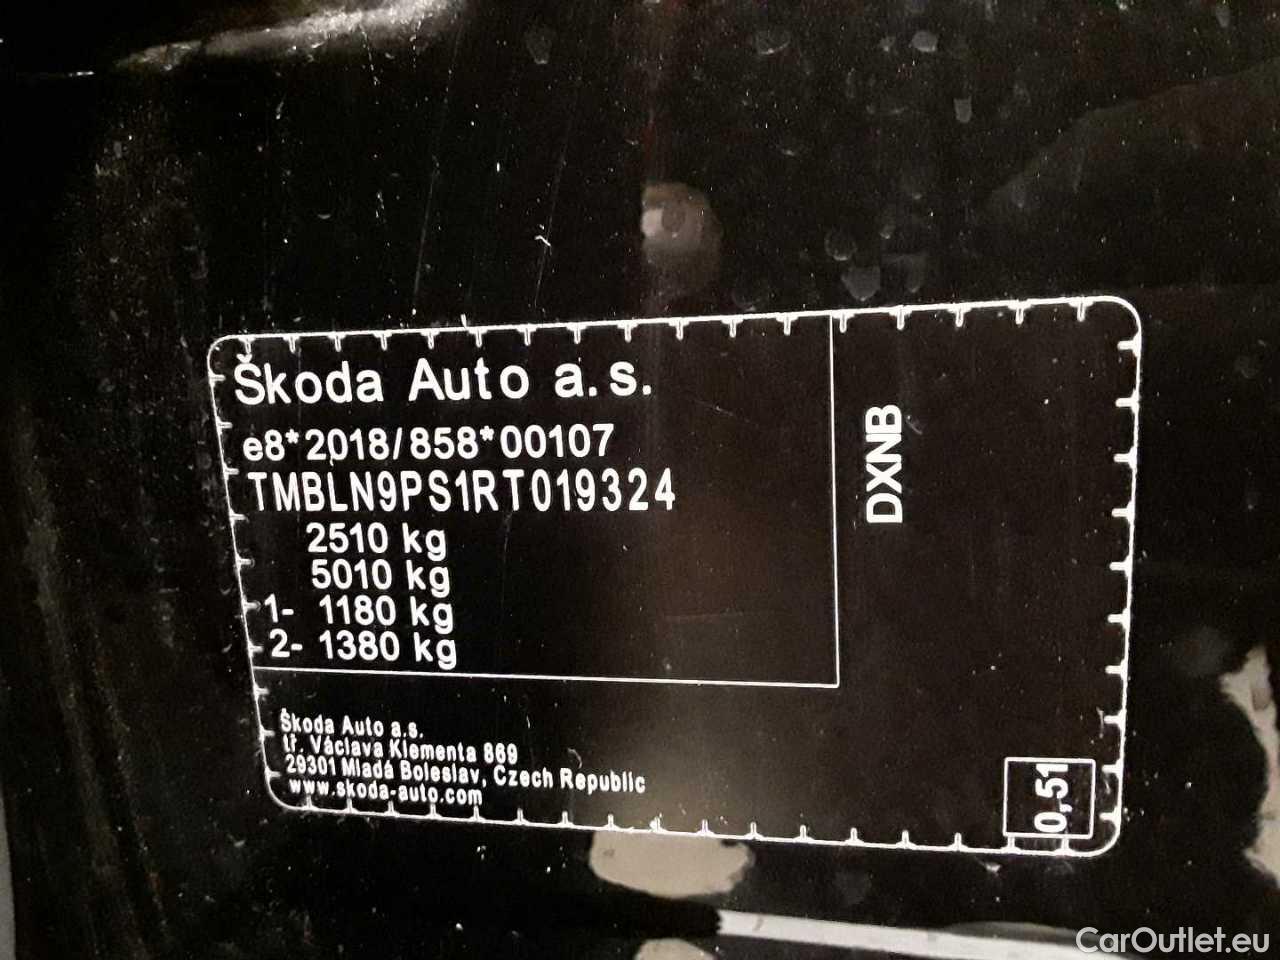 Škoda Auto a.s.
e8*2018/858*00107
TMBLN9PS1RT019324
2510 kg
5010 kg
1- 1180 kg
2- 1380 kg
DXNB
Škoda Auto a.s.
tř. Václava Klementa 869
29301 Mladá Boleslav, Czech Republic
www.skoda-auto.com
0,51
CarOutlet.eu